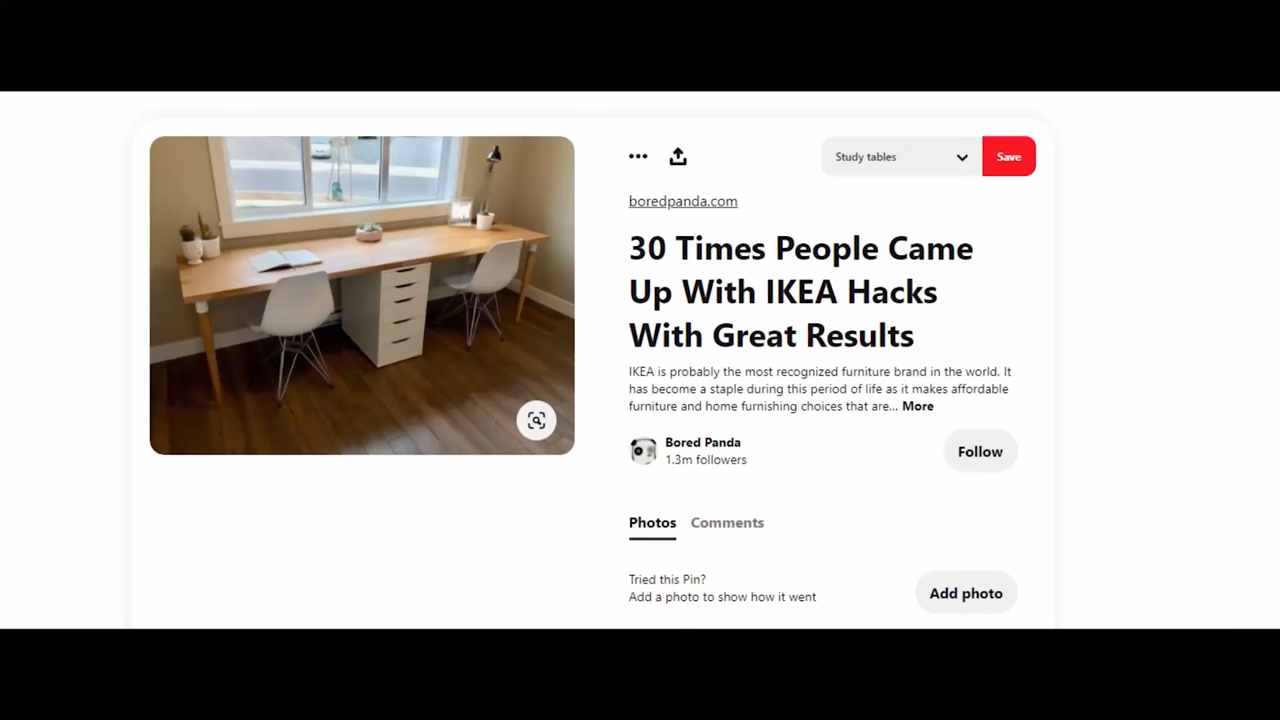 Study tables
Save
boredpanda.com
30 Times People Came
Up With IKEA Hacks
With Great Results
IKEA is probably the most recognized furniture brand in the world. It
has become a staple during this period of life as it makes affordable
furniture and home furnishing choices that are... More
Bored Panda
1.3m followers
Follow
Photos Comments
Tried this Pin?
Add a photo to show how it went
Add photo